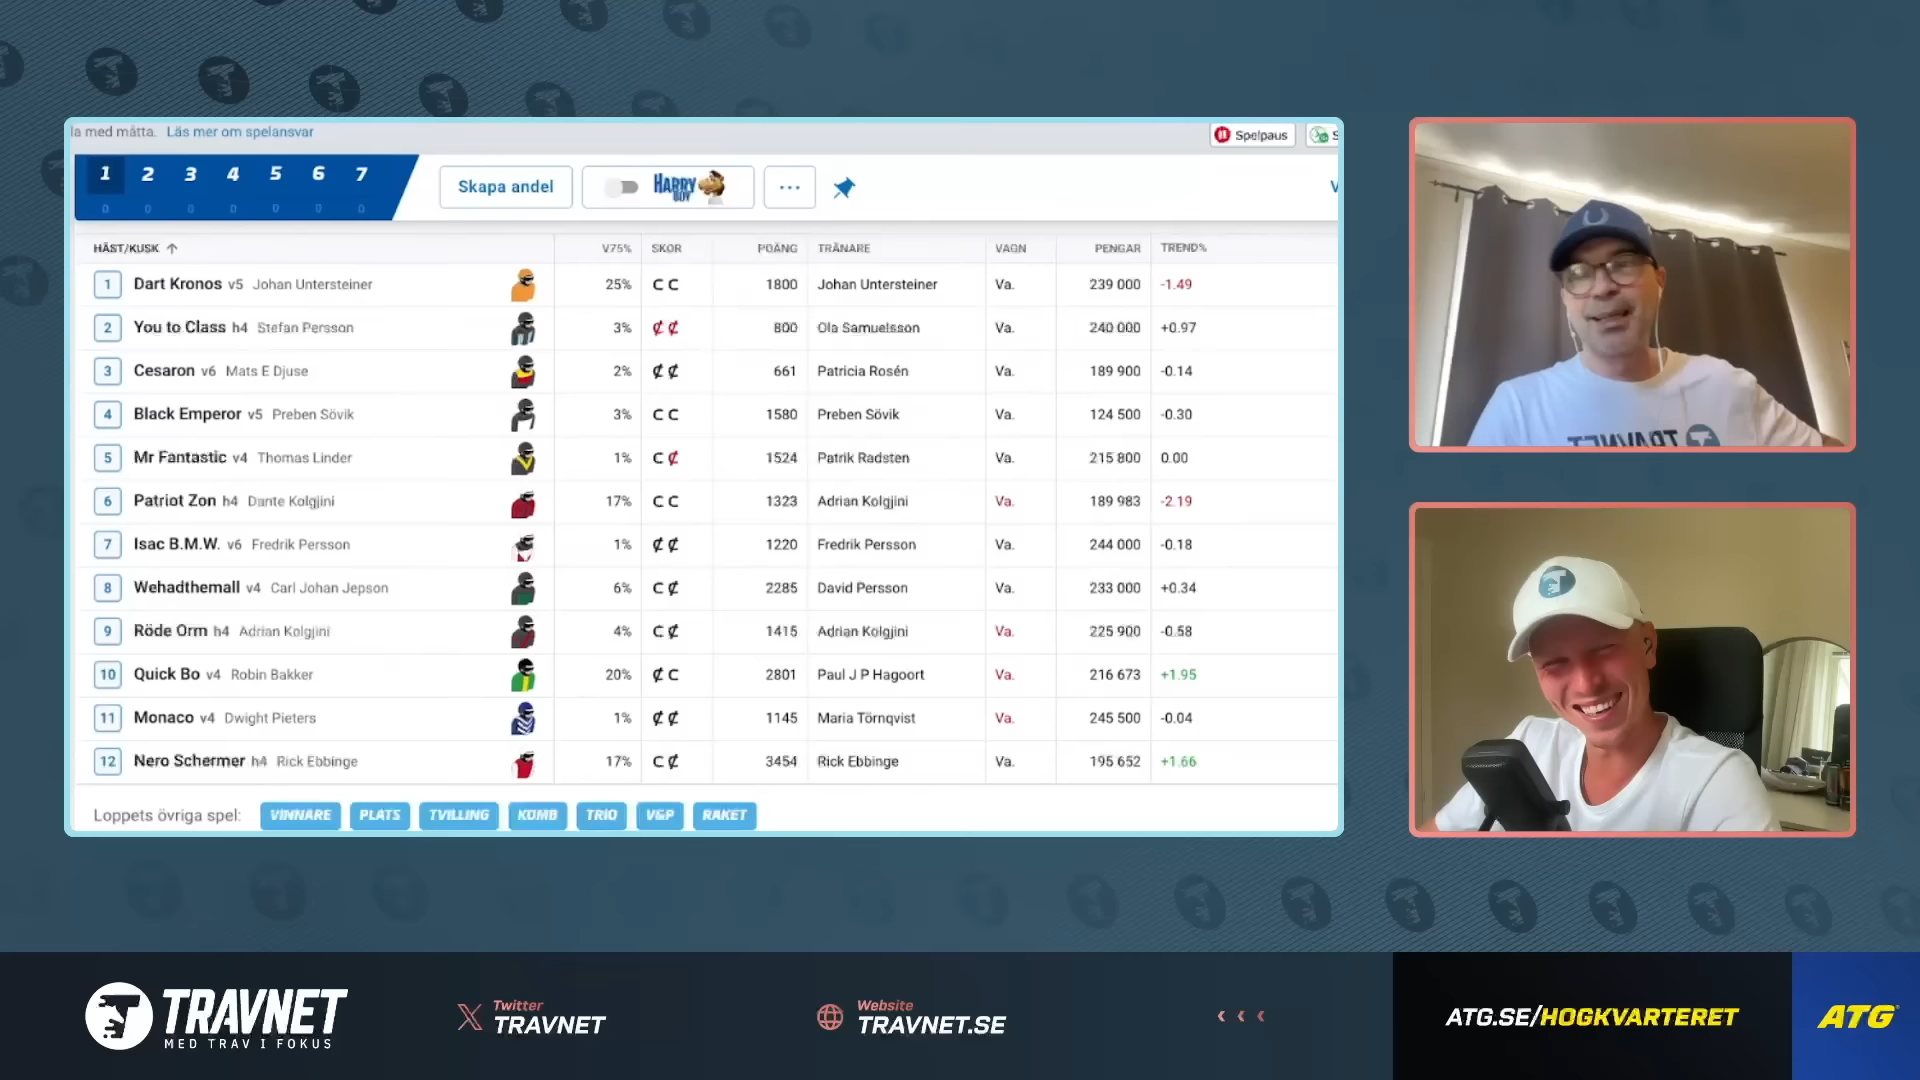 la med måtta. Läs mer om spelansvar
Spelpaus S
1 2 3 4 5 6 7
0 0 0 0 0 0 0
Skapa andel
HARRY BOY
...
V
HÄST/KUSK ↑ V75% SKOR POÄNG TRÄNARE VAGN PENGAR TREND%
1 Dart Kronos v5 Johan Untersteiner 25% C C 1800 Johan Untersteiner Va. 239 000 -1.49
2 You to Class h4 Stefan Persson 3% ₵ ₵ 800 Ola Samuelsson Va. 240 000 +0.97
3 Cesaron v6 Mats E Djuse 2% ₵ ₵ 661 Patricia Rosén Va. 189 900 -0.14
4 Black Emperor v5 Preben Sövik 3% C C 1580 Preben Sövik Va. 124 500 -0.30
5 Mr Fantastic v4 Thomas Linder 1% C ₵ 1524 Patrik Radsten Va. 215 800 0.00
6 Patriot Zon h4 Dante Kolgjini 17% C C 1323 Adrian Kolgjini Va. 189 983 -2.19
7 Isac B.M.W. v6 Fredrik Persson 1% ₵ ₵ 1220 Fredrik Persson Va. 244 000 -0.18
8 Wehadthemall v4 Carl Johan Jepson 6% C ₵ 2285 David Persson Va. 233 000 +0.34
9 Röde Orm h4 Adrian Kolgjini 4% C ₵ 1415 Adrian Kolgjini Va. 225 900 -0.58
10 Quick Bo v4 Robin Bakker 20% ₵ C 2801 Paul J P Hagoort Va. 216 673 +1.95
11 Monaco v4 Dwight Pieters 1% ₵ ₵ 1145 Maria Törnqvist Va. 245 500 -0.04
12 Nero Schermer h4 Rick Ebbinge 17% C ₵ 3454 Rick Ebbinge Va. 195 652 +1.66
Loppets övriga spel: VINNARE PLATS TVILLING KOMB TRIO V&P RAKET
TRAVNET
TRAVNET
MED TRAV I FOKUS
Twitter
TRAVNET
Website
TRAVNET.SE
ATG.SE/HOGKVARTERET
ATG